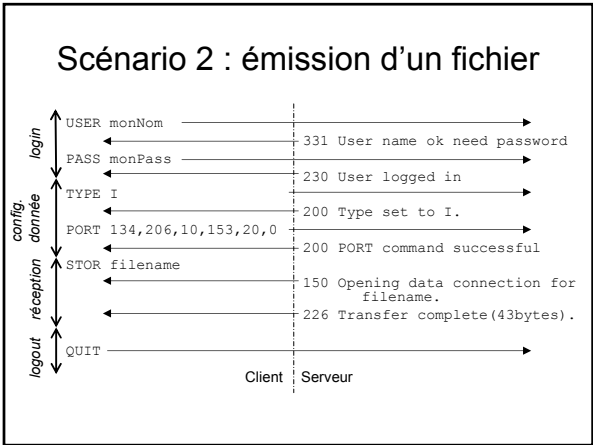 Scénario 2 : émission d’un fichier
login
USER monNom
331 User name ok need password
PASS monPass
230 User logged in
config.
donnée
TYPE I
200 Type set to I.
PORT 134,206,10,153,20,0
200 PORT command successful
réception
STOR filename
150 Opening data connection for
filename.
226 Transfer complete(43bytes).
logout
QUIT
Client Serveur